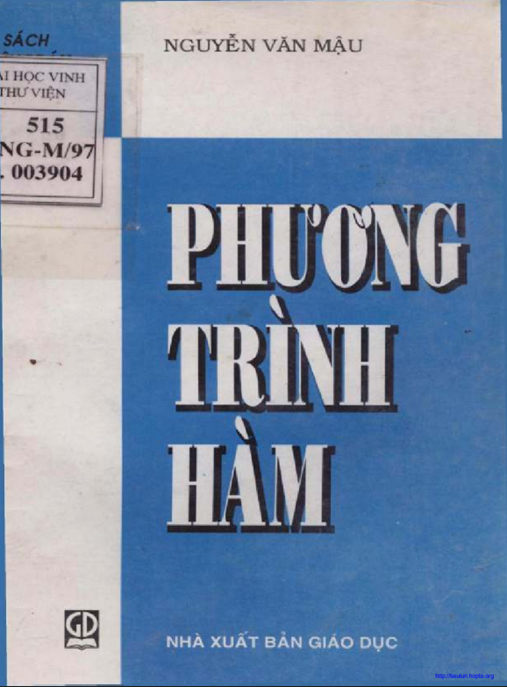 SÁCH
NGUYỄN VĂN MẬU
ẠI HỌC VINH
THƯ VIỆN
515
NG-M/97
. 003904
PHƯƠNG
TRÌNH
HÀM
GD
NHÀ XUẤT BẢN GIÁO DỤC